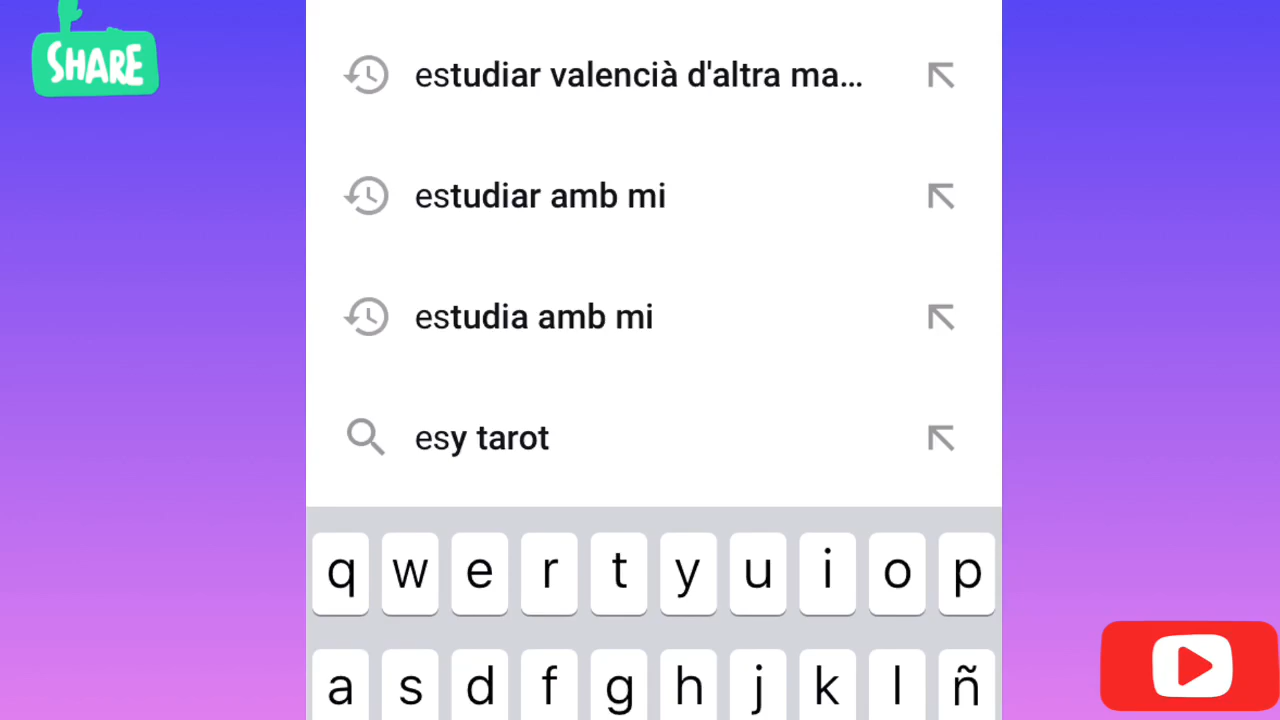 SHARE
estudiar valencià d'altra ma...
estudiar amb mi
estudia amb mi
esy tarot
q w e r t y u i o p
a s d f g h j k l ñ